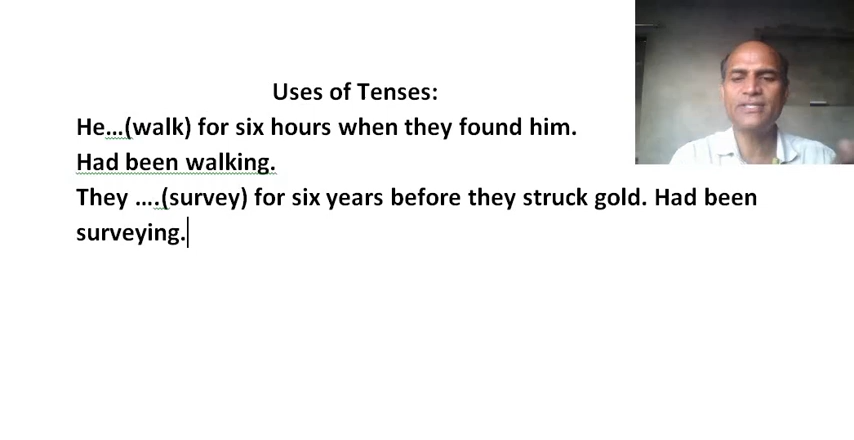 Uses of Tenses:
He...(walk) for six hours when they found him.
Had been walking.
They ....(survey) for six years before they struck gold. Had been
surveying.